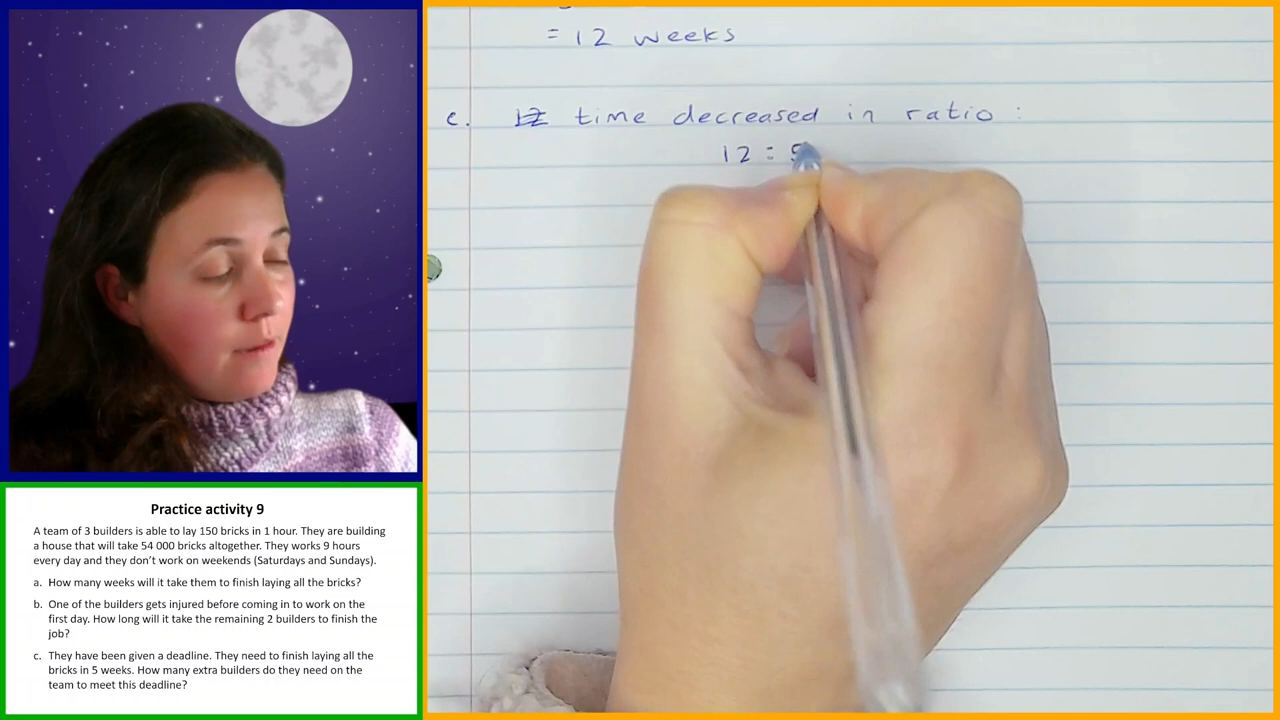 = 12 weeks
c. 12 time decreased in ratio :
12 : 5
Practice activity 9
A team of 3 builders is able to lay 150 bricks in 1 hour. They are building
a house that will take 54 000 bricks altogether. They works 9 hours
every day and they don't work on weekends (Saturdays and Sundays).
a. How many weeks will it take them to finish laying all the bricks?
b. One of the builders gets injured before coming in to work on the
first day. How long will it take the remaining 2 builders to finish the
job?
c. They have been given a deadline. They need to finish laying all the
bricks in 5 weeks. How many extra builders do they need on the
team to meet this deadline?